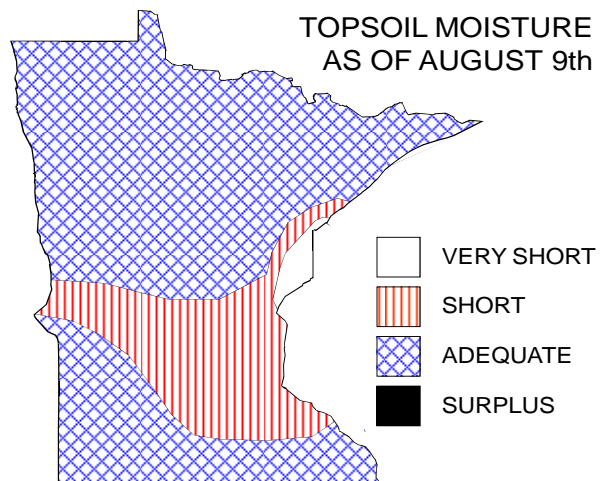 TOPSOIL MOISTURE
AS OF AUGUST 9th
VERY SHORT
SHORT
ADEQUATE
SURPLUS